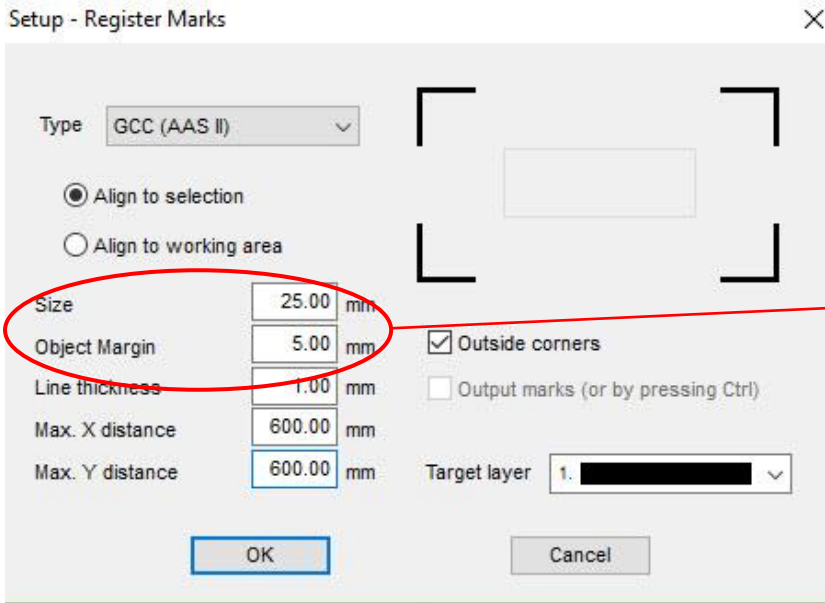 Setup - Register Marks
Type GCC (AAS II)
Align to selection
Align to working area
Size 25.00 mm
Object Margin 5.00 mm Outside corners
Line thickness 1.00 mm Output marks (or by pressing Ctrl)
Max. X distance 600.00 mm
Max. Y distance 600.00 mm Target layer 1.
OK Cancel